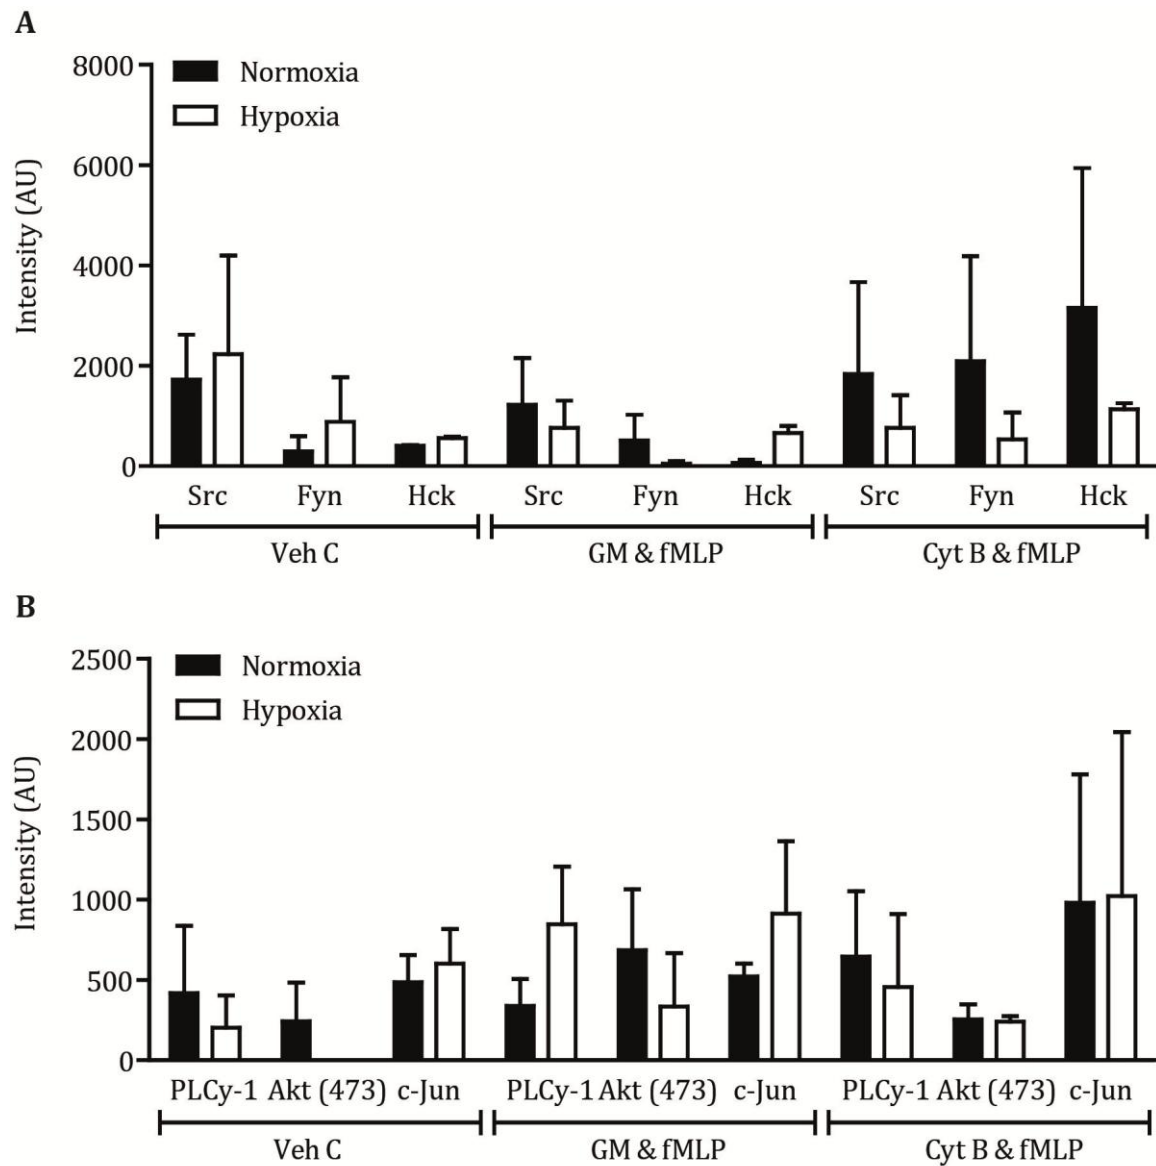 A
8000
Normoxia
Hypoxia
6000
Intensity (AU)
4000
2000
0
Src Fyn Hck Src Fyn Hck Src Fyn Hck
Veh C GM & fMLP Cyt B & fMLP
B
2500
Normoxia
Hypoxia
2000
Intensity (AU)
1500
1000
500
0
PLCy-1 Akt (473) c-Jun PLCy-1 Akt (473) c-Jun PLCy-1 Akt (473) c-Jun
Veh C GM & fMLP Cyt B & fMLP